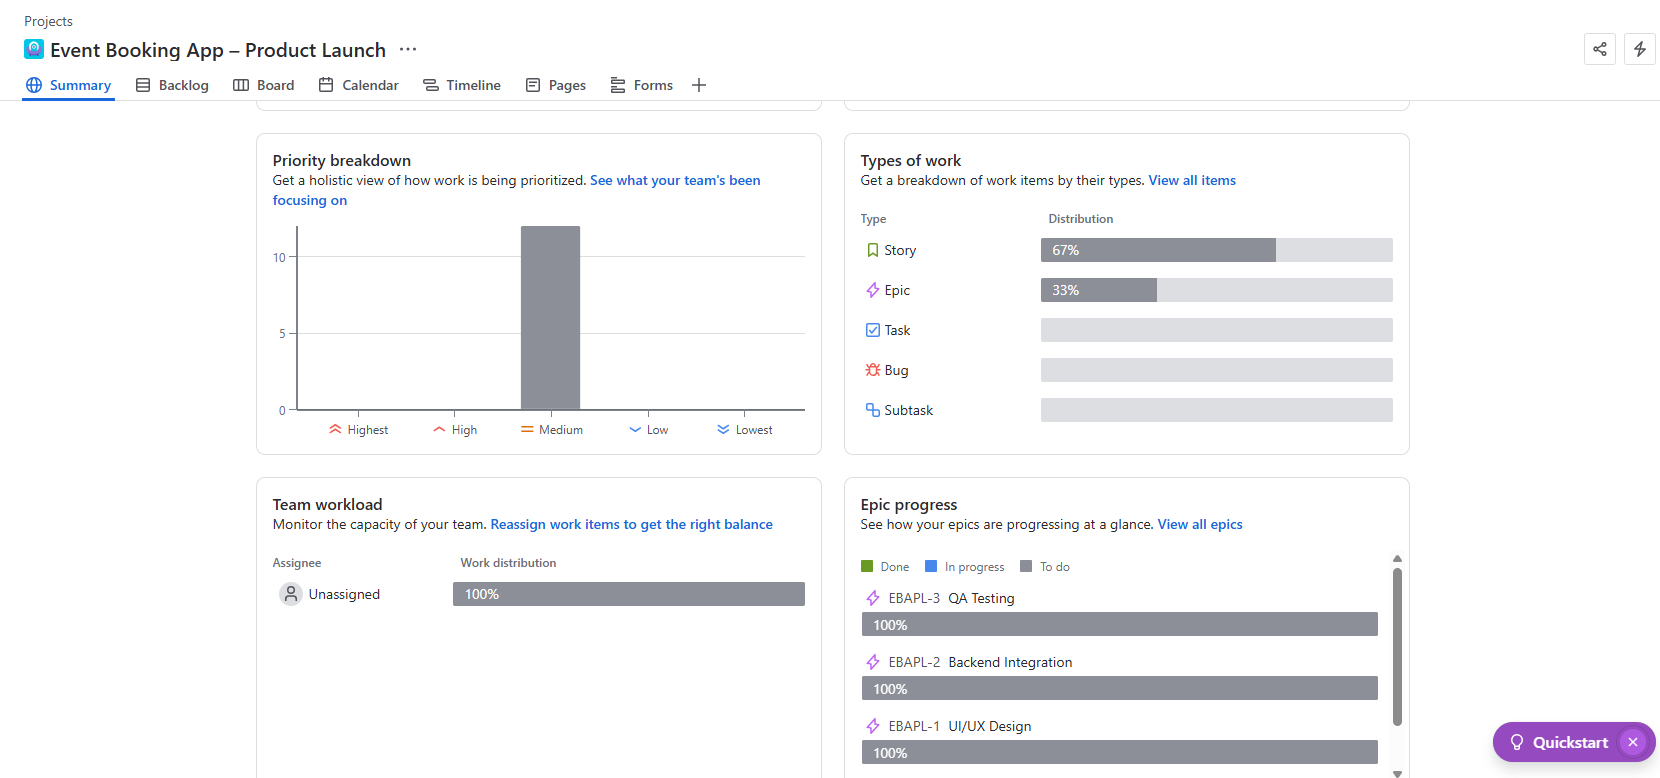 Projects
Event Booking App – Product Launch
Summary
Backlog
Board
Calendar
Timeline
Pages
Forms
Priority breakdown
Get a holistic view of how work is being prioritized. See what your team's been
focusing on
10
5
0
Highest
High
Medium
Low
Lowest
Types of work
Get a breakdown of work items by their types. View all items
Type Distribution
Story 67%
Epic 33%
Task
Bug
Subtask
Team workload
Monitor the capacity of your team. Reassign work items to get the right balance
Assignee Work distribution
Unassigned 100%
Epic progress
See how your epics are progressing at a glance. View all epics
Done In progress To do
EBAPL-3 QA Testing
100%
EBAPL-2 Backend Integration
100%
EBAPL-1 UI/UX Design
100%
Quickstart